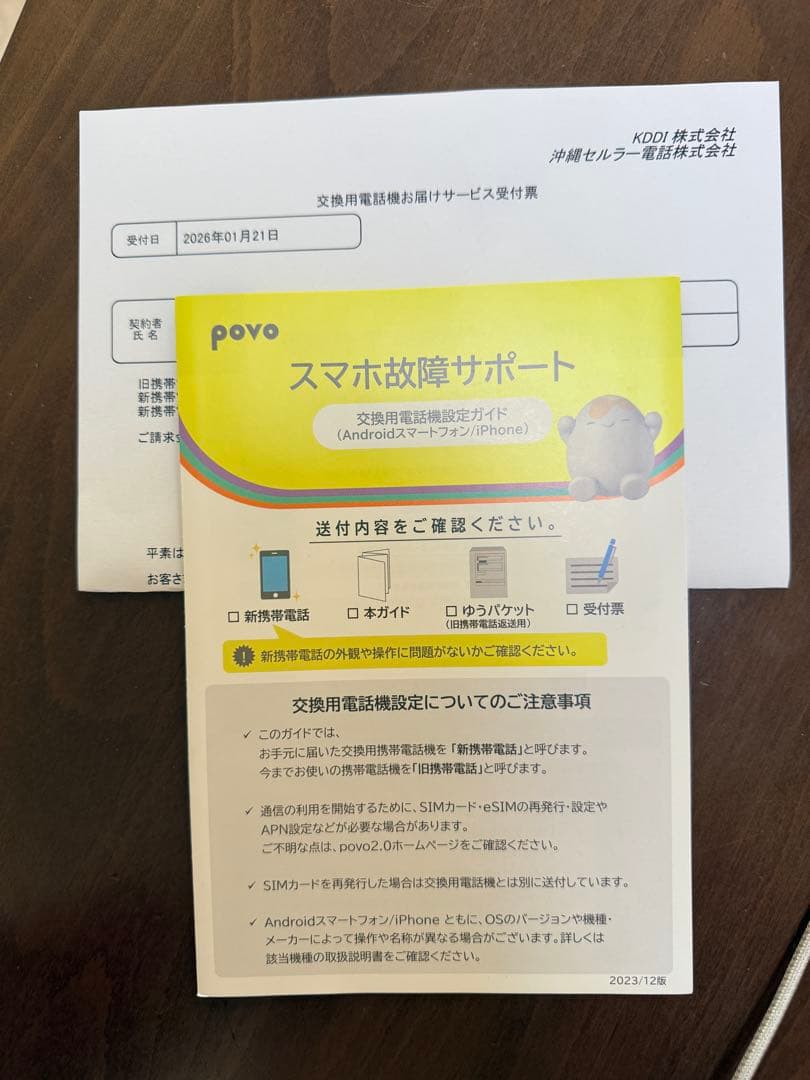 KDDI 株式会社
沖縄セルラー電話株式会社
交換用電話機お届けサービス受付票
受付日 2026年01月21日
契約者
氏 名
旧携帯
新携帯
新携帯
ご請求
平素は
お客さ
povo
スマホ故障サポート
交換用電話機設定ガイド
(Androidスマートフォン/iPhone)
送付内容をご確認ください。
□ 新携帯電話 □ 本ガイド □ ゆうパケット □ 受付票
(旧携帯電話返送用)
! 新携帯電話の外観や操作に問題がないかご確認ください。
交換用電話機設定についてのご注意事項
✓ このガイドでは、
お手元に届いた交換用携帯電話機を「新携帯電話」と呼びます。
今までお使いの携帯電話機を「旧携帯電話」と呼びます。
✓ 通信の利用を開始するために、SIMカード・eSIMの再発行・設定や
APN設定などが必要な場合があります。
ご不明な点は、povo2.0ホームページをご確認ください。
✓ SIMカードを再発行した場合は交換用電話機とは別に送付しています。
✓ Androidスマートフォン/iPhone ともに、OSのバージョンや機種・
メーカーによって操作や名称が異なる場合がございます。詳しくは
該当機種の取扱説明書をご確認ください。
2023/12版